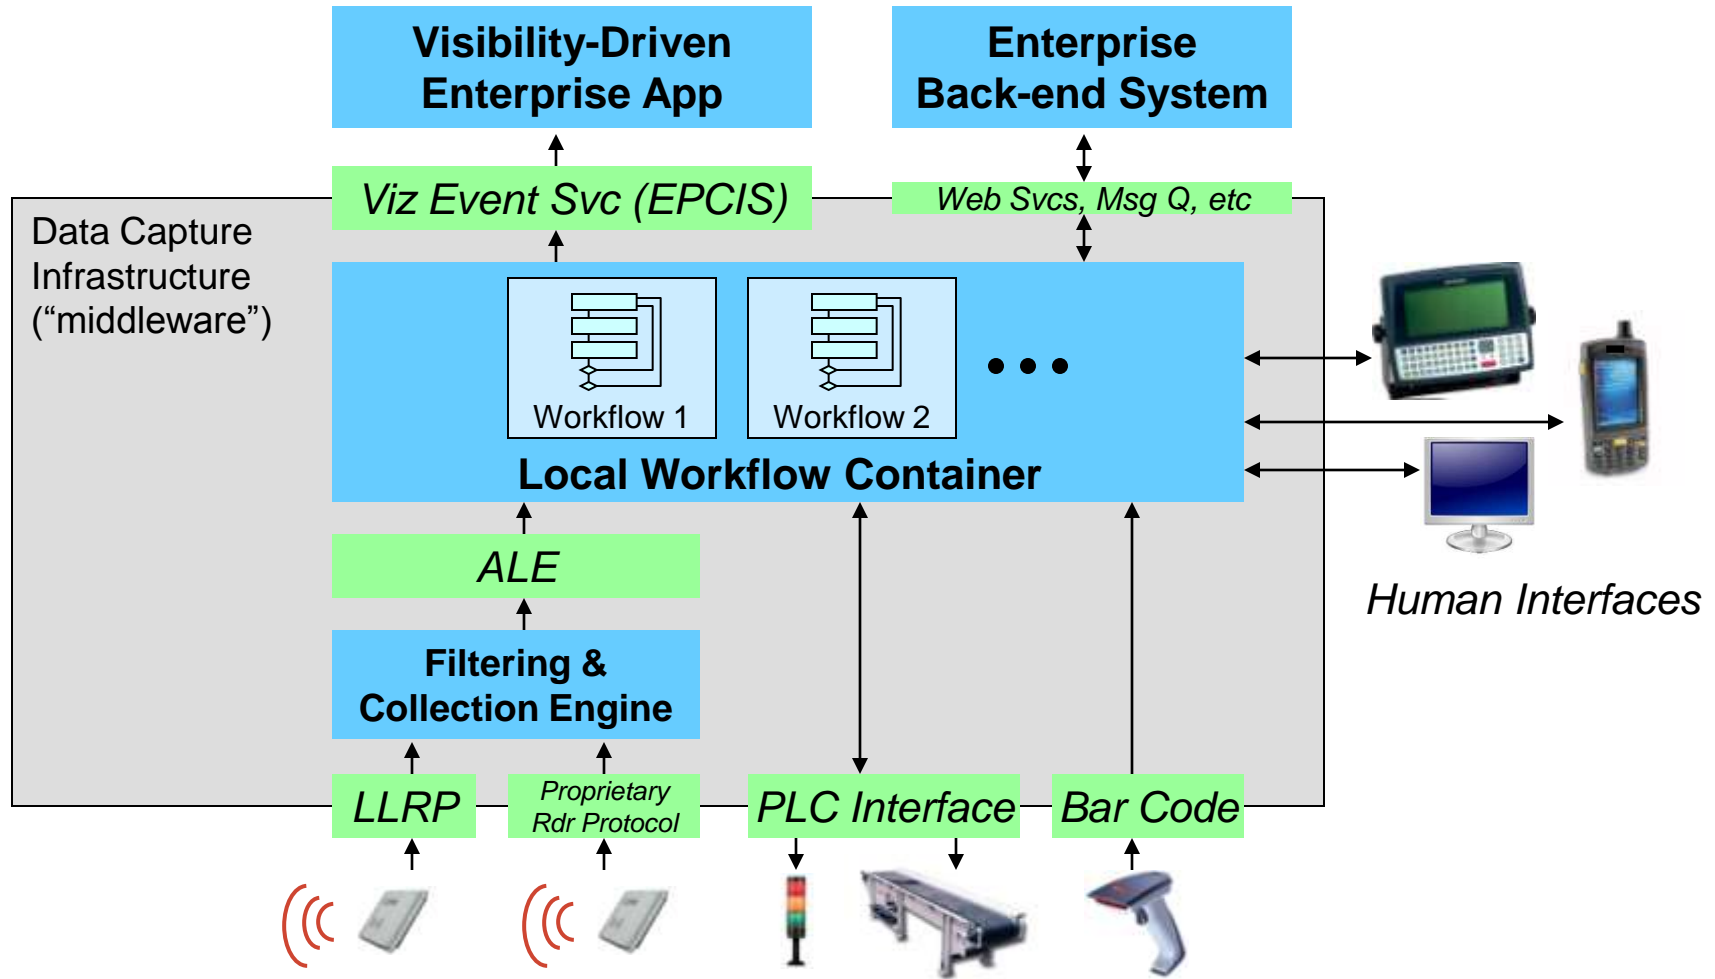 Visibility-Driven
Enterprise App
Enterprise
Back-end System
Viz Event Svc (EPCIS)
Web Svcs, Msg Q, etc
Data Capture
Infrastructure
(“middleware”)
Workflow 1
Workflow 2
Local Workflow Container
ALE
Human Interfaces
Filtering &
Collection Engine
LLRP
Proprietary
Rdr Protocol
PLC Interface
Bar Code